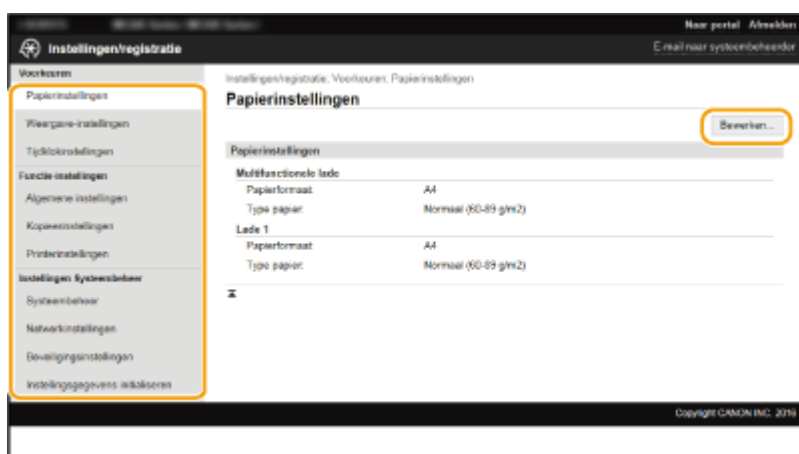 Naar portal Afmelden
Instellingen/registratie
E-mail naar systeembeheerder
Voorkeuren
Papierinstellingen
Weergave-instellingen
Tijdklokinstellingen
Functie-instellingen
Algemene instellingen
Kopieerinstellingen
Printerinstellingen
Instellingen Systeembeheer
Systeembeheer
Netwerkinstellingen
Beveiligingsinstellingen
Instelingsgegevens initialiseren
Instellingen/registratie: Voorkeuren: Papierinstellingen
Papierinstellingen
Bewerken...
Papierinstellingen
Multifunctionele lade
Papierformaat: A4
Type papier: Normaal (60-89 g/m2)
Lade 1
Papierformaat: A4
Type papier: Normaal (60-89 g/m2)
Copyright CANON INC. 2016